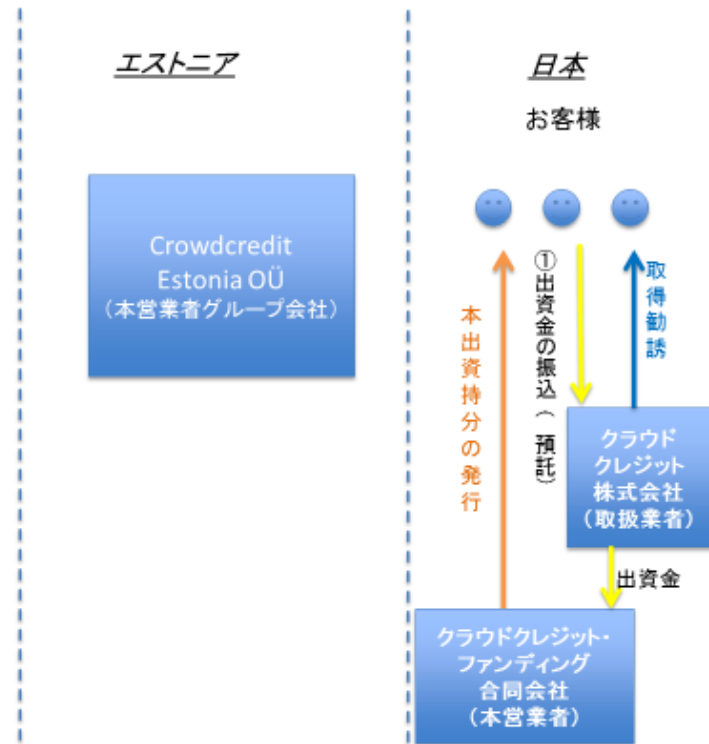 エストニア
日本
お客様
Crowdcredit
Estonia OÜ
（本営業者グループ会社）
本出資持分の発行
①出資金の振込（預託）
取得勧誘
クラウド
クレジット
株式会社
（取扱業者）
出資金
クラウドクレジット・
ファンディング
合同会社
（本営業者）